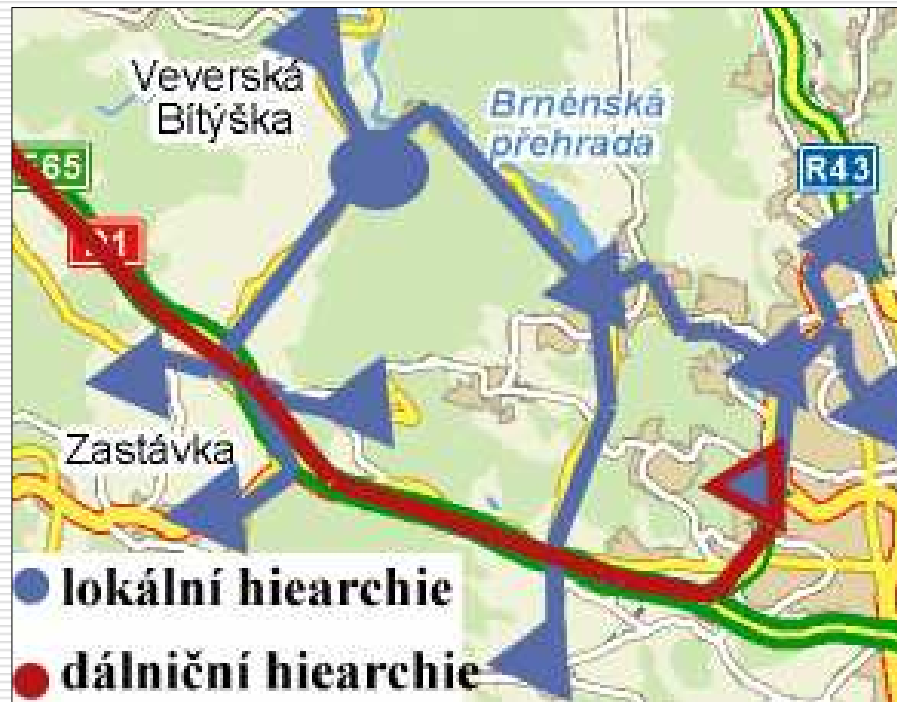 Veverská
Bítýška
Brněnská
přehrada
E65
R43
D1
Zastávka
lokální hiearchie
dálniční hiearchie